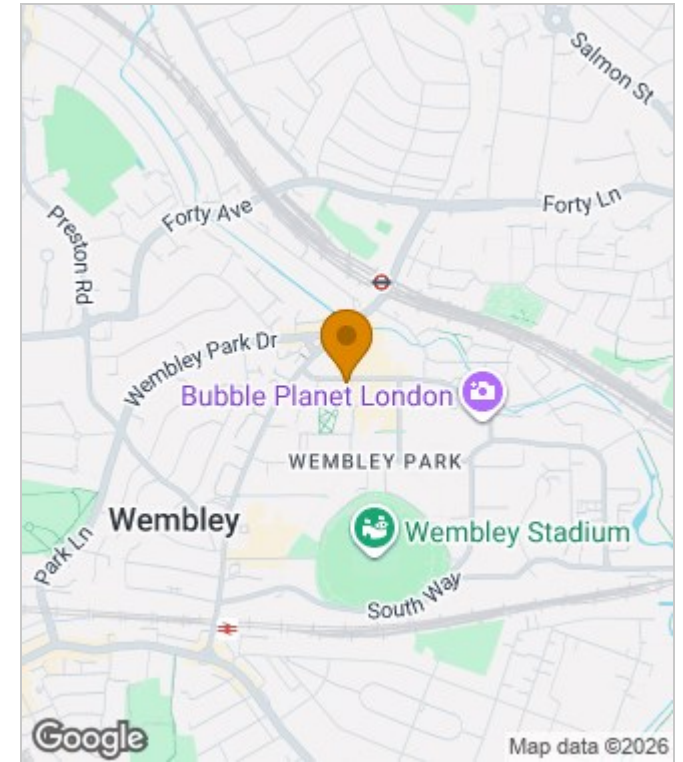 Salmon St
Forty Ln
Forty Ave
Preston Rd
Wembley Park Dr
Bubble Planet London
WEMBLEY PARK
Wembley
Wembley Stadium
Park Ln
South Way
Google
Map data ©2026